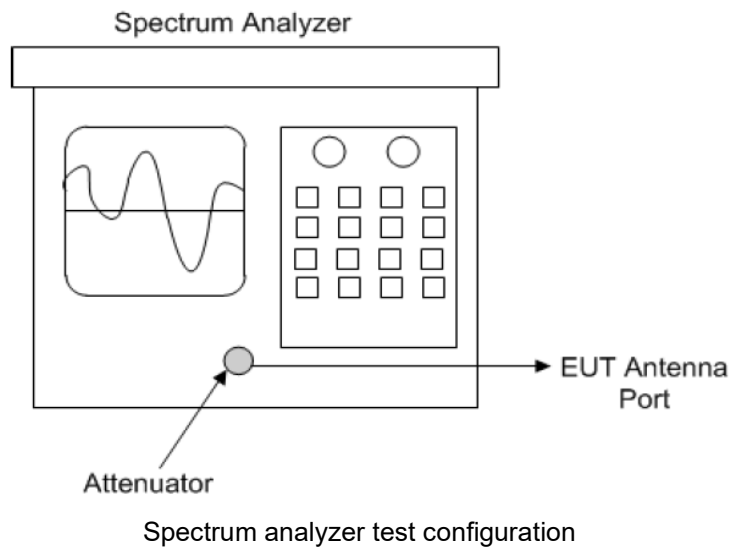 Spectrum Analyzer
EUT Antenna
Port
Attenuator
Spectrum analyzer test configuration